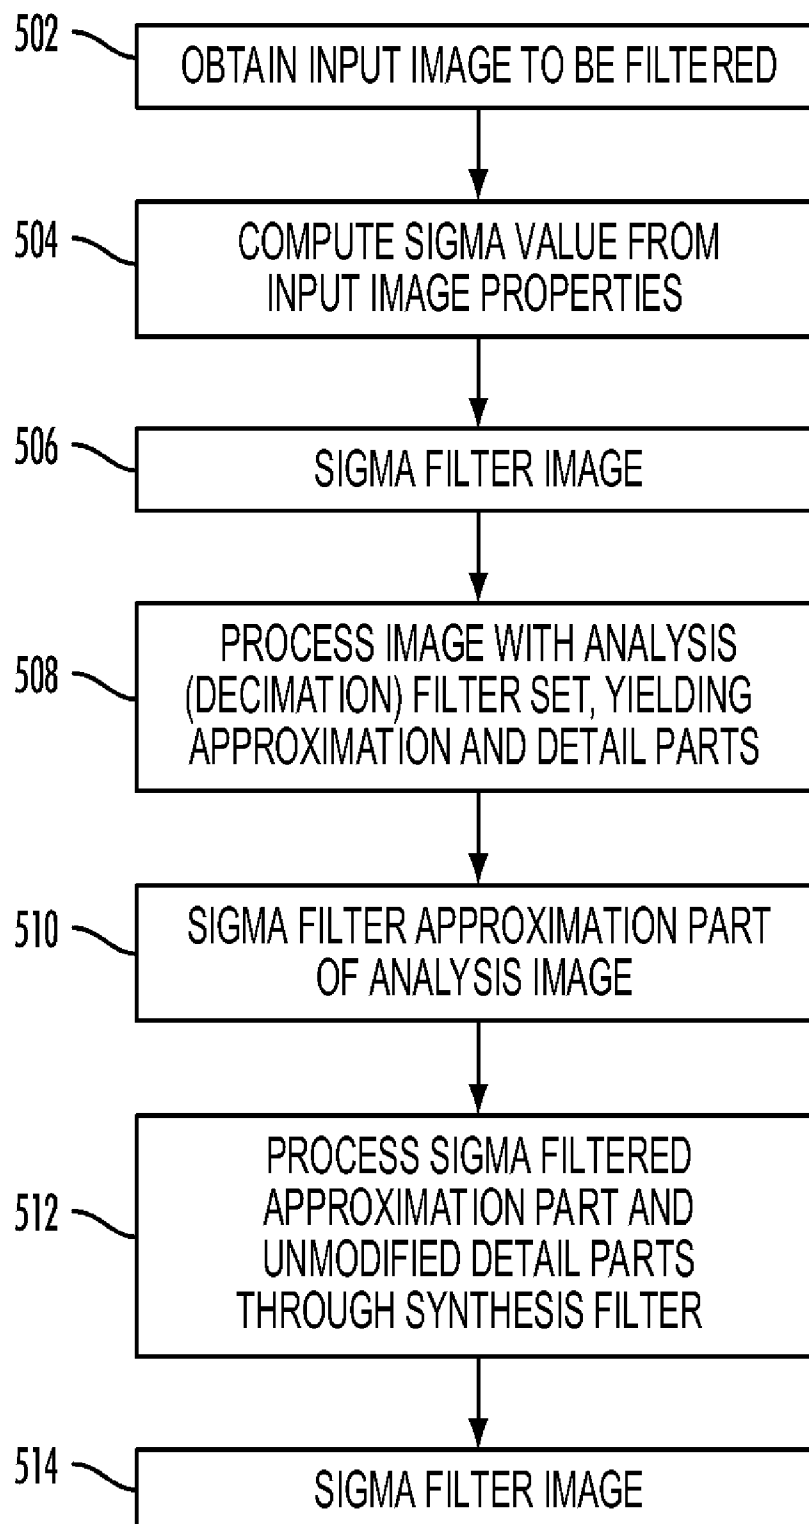 502
OBTAIN INPUT IMAGE TO BE FILTERED
504
COMPUTE SIGMA VALUE FROM
INPUT IMAGE PROPERTIES
506
SIGMA FILTER IMAGE
508
PROCESS IMAGE WITH ANALYSIS
(DECIMATION) FILTER SET, YIELDING
APPROXIMATION AND DETAIL PARTS
510
SIGMA FILTER APPROXIMATION PART
OF ANALYSIS IMAGE
512
PROCESS SIGMA FILTERED
APPROXIMATION PART AND
UNMODIFIED DETAIL PARTS
THROUGH SYNTHESIS FILTER
514
SIGMA FILTER IMAGE